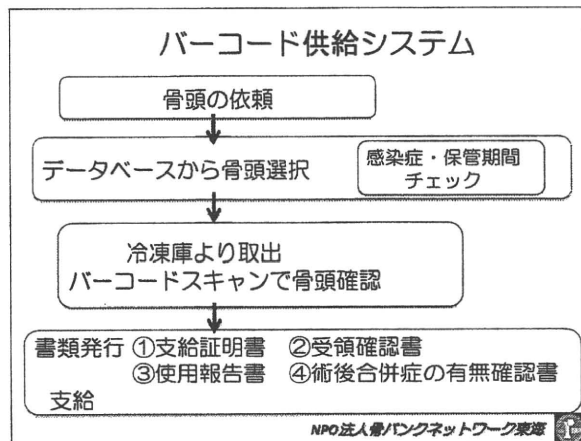 バーコード供給システム
骨頭の依頼
データベースから骨頭選択
感染症・保管期間
チェック
冷凍庫より取出
バーコードスキャンで骨頭確認
書類発行 ①支給証明書 ②受領確認書
③使用報告書 ④術後合併症の有無確認書
支給
NPO法人骨バンクネットワーク東海